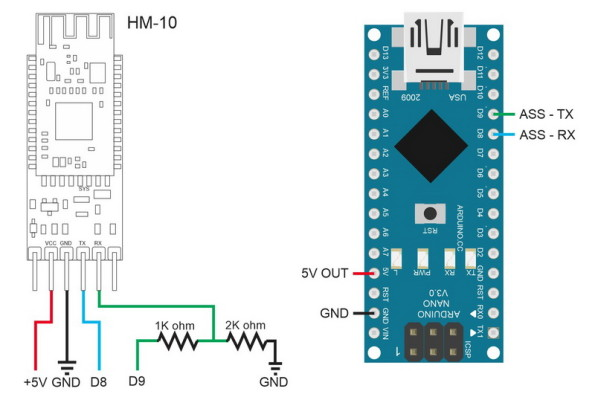 HM-10
SYS
VCC GND TX RX
1K ohm
2K ohm
+5V GND D8 D9 GND
D13
3V3
REF
A0
A1
A2
A3
A4
A5
A6
A7
5V
RST
GND
VIN
D12
D11
D10
D9
D8
D7
D6
D5
D4
D3
D2
GND
RST
RX0
TX1
2009
USA
RST
ARDUINO.CC
L PWR RX TX
ARDUINO
NANO
V3.0
1
ICSP
ASS - TX
ASS - RX
5V OUT
GND